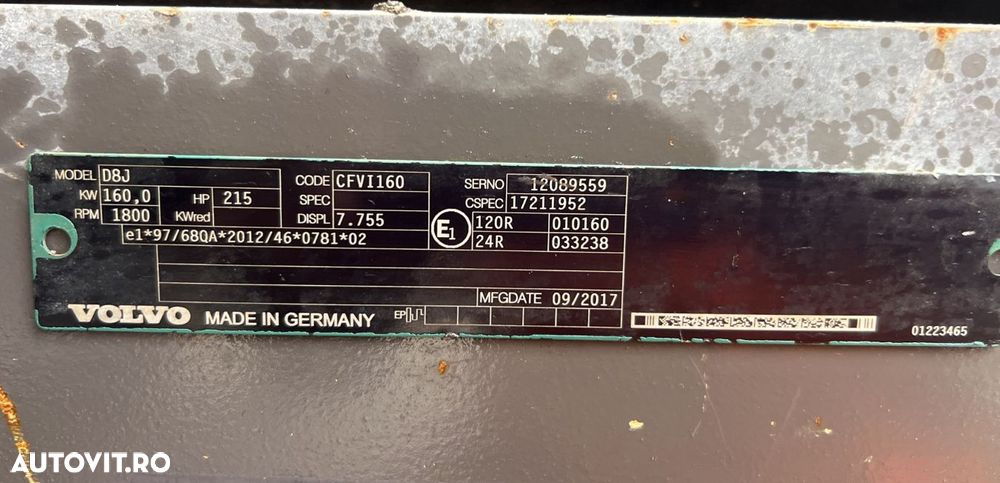 MODEL D8J CODE CFVI160 SERNO 12089559
KW 160,0 HP 215 SPEC CSPEC 17211952
RPM 1800 KWred DISPL 7.755 E1 120R 010160
e1*97/68QA*2012/46*0781*02 24R 033238
MFGDATE 09/2017
VOLVO MADE IN GERMANY EP 01223465
AUTOVIT.RO